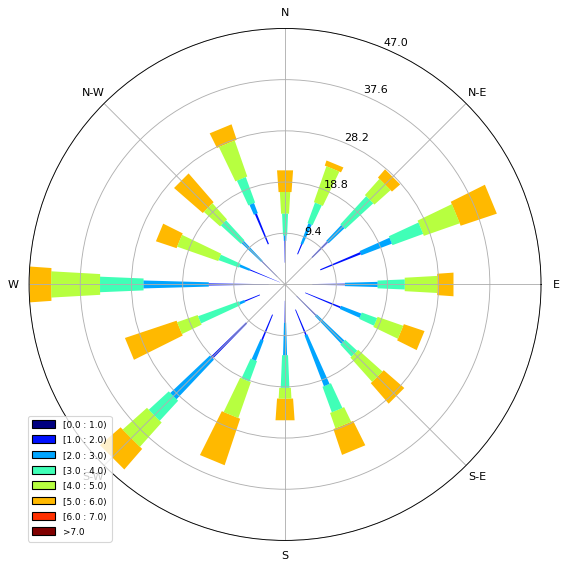 N
47.0
N-W
37.6
N-E
28.2
18.8
9.4
W
E
[0.0 : 1.0)
[1.0 : 2.0)
[2.0 : 3.0)
[3.0 : 4.0)
[4.0 : 5.0)
[5.0 : 6.0)
[6.0 : 7.0)
>7.0
S-W
S-E
S